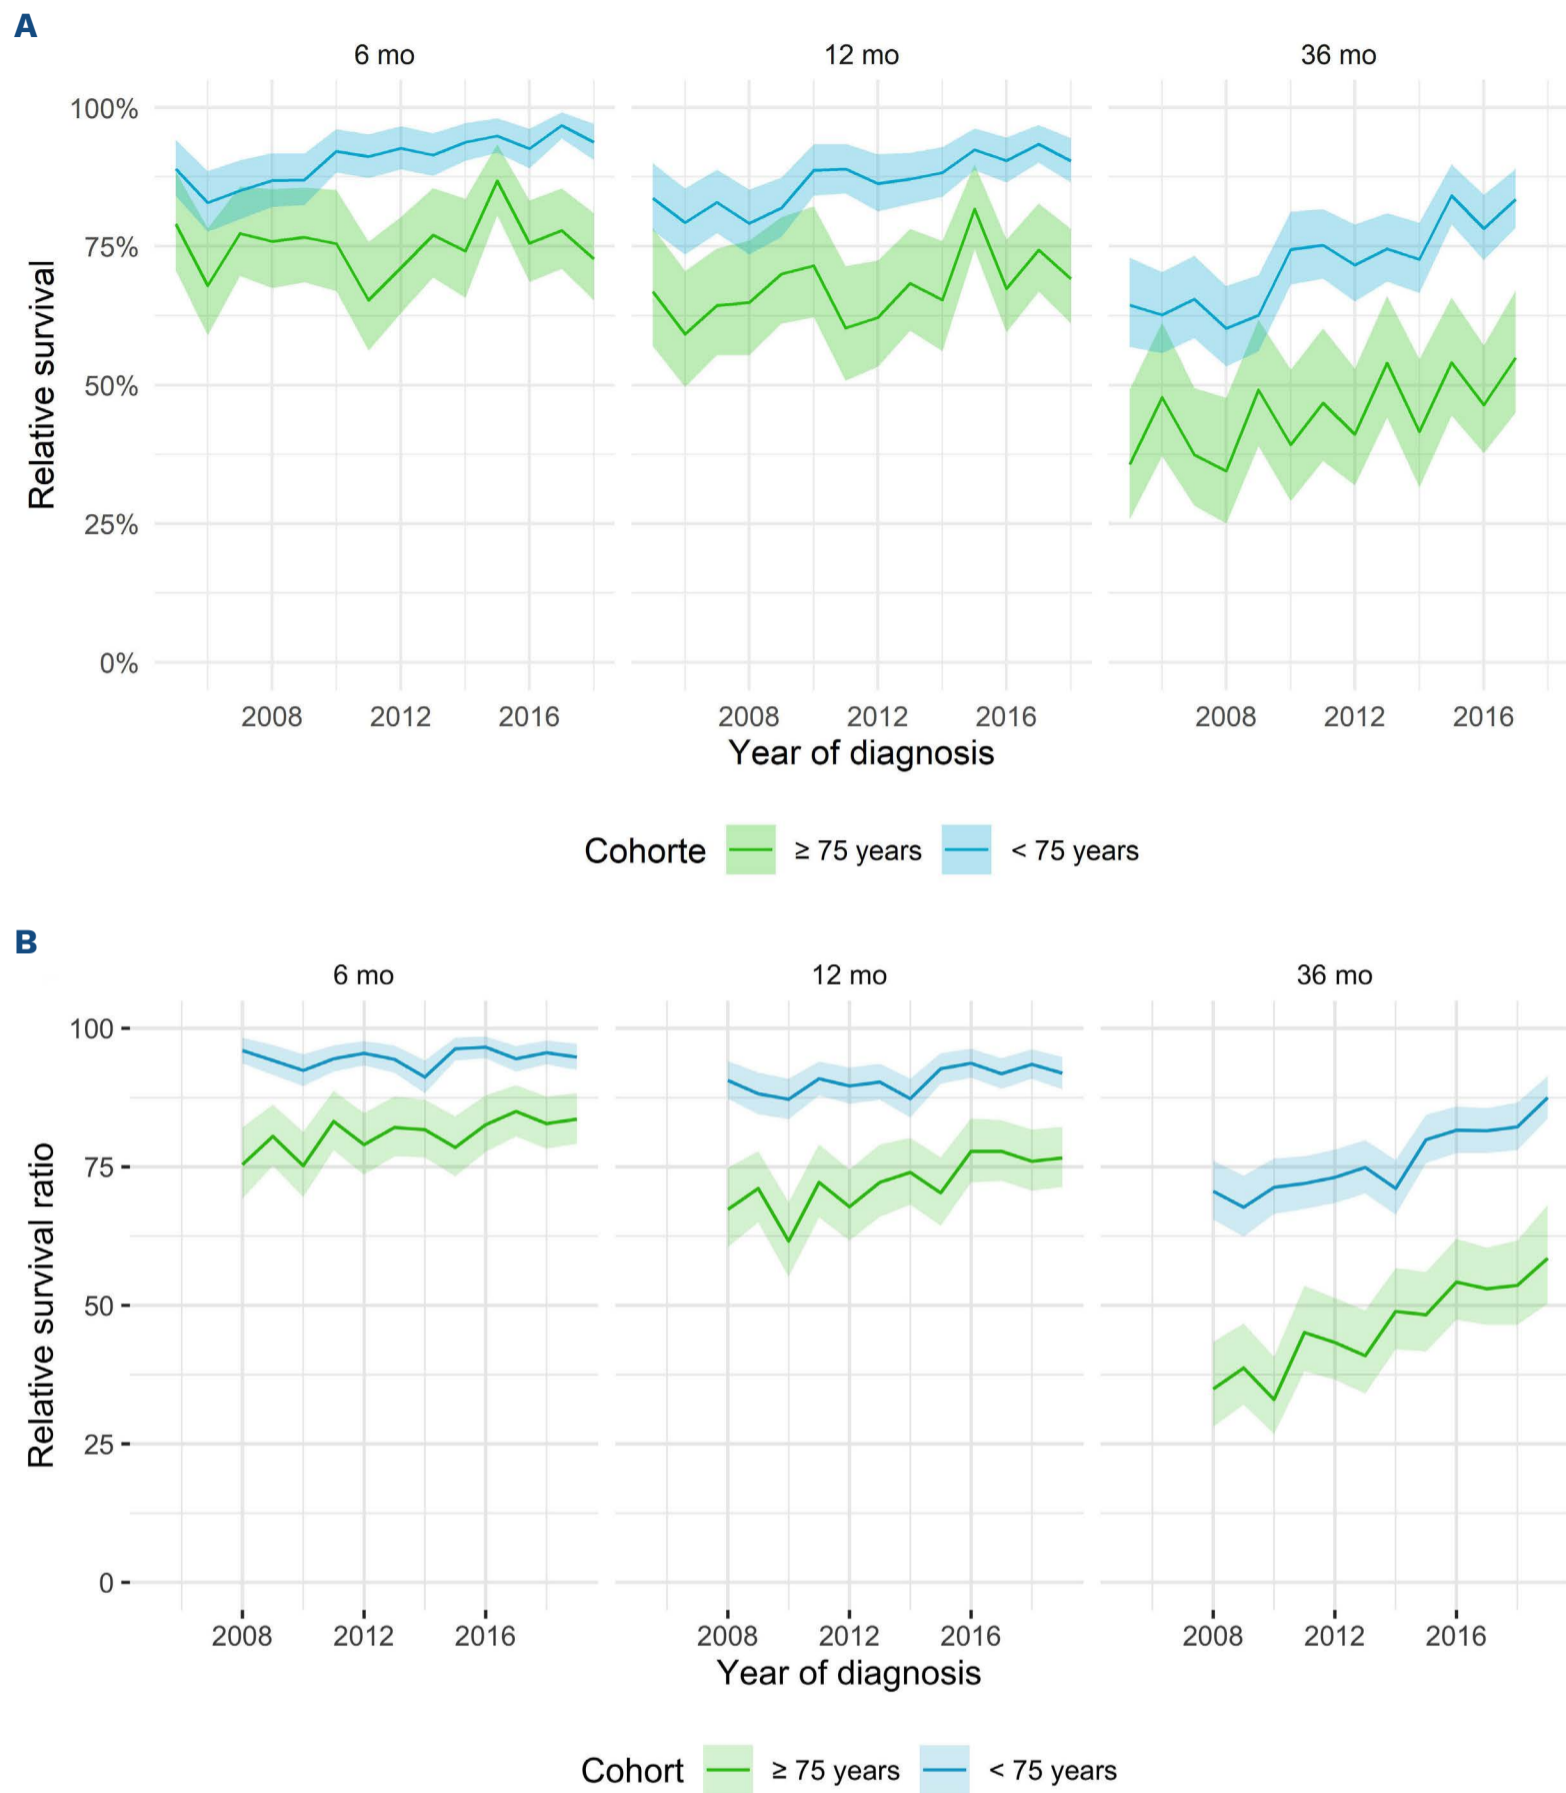 A
6 mo 12 mo 36 mo
100%
75%
50%
25%
0%
Relative survival
2008 2012 2016 2008 2012 2016 2008 2012 2016
Year of diagnosis
Cohorte ≥ 75 years < 75 years
B
6 mo 12 mo 36 mo
100
75
50
25
0
Relative survival ratio
2008 2012 2016 2008 2012 2016 2008 2012 2016
Year of diagnosis
Cohort ≥ 75 years < 75 years